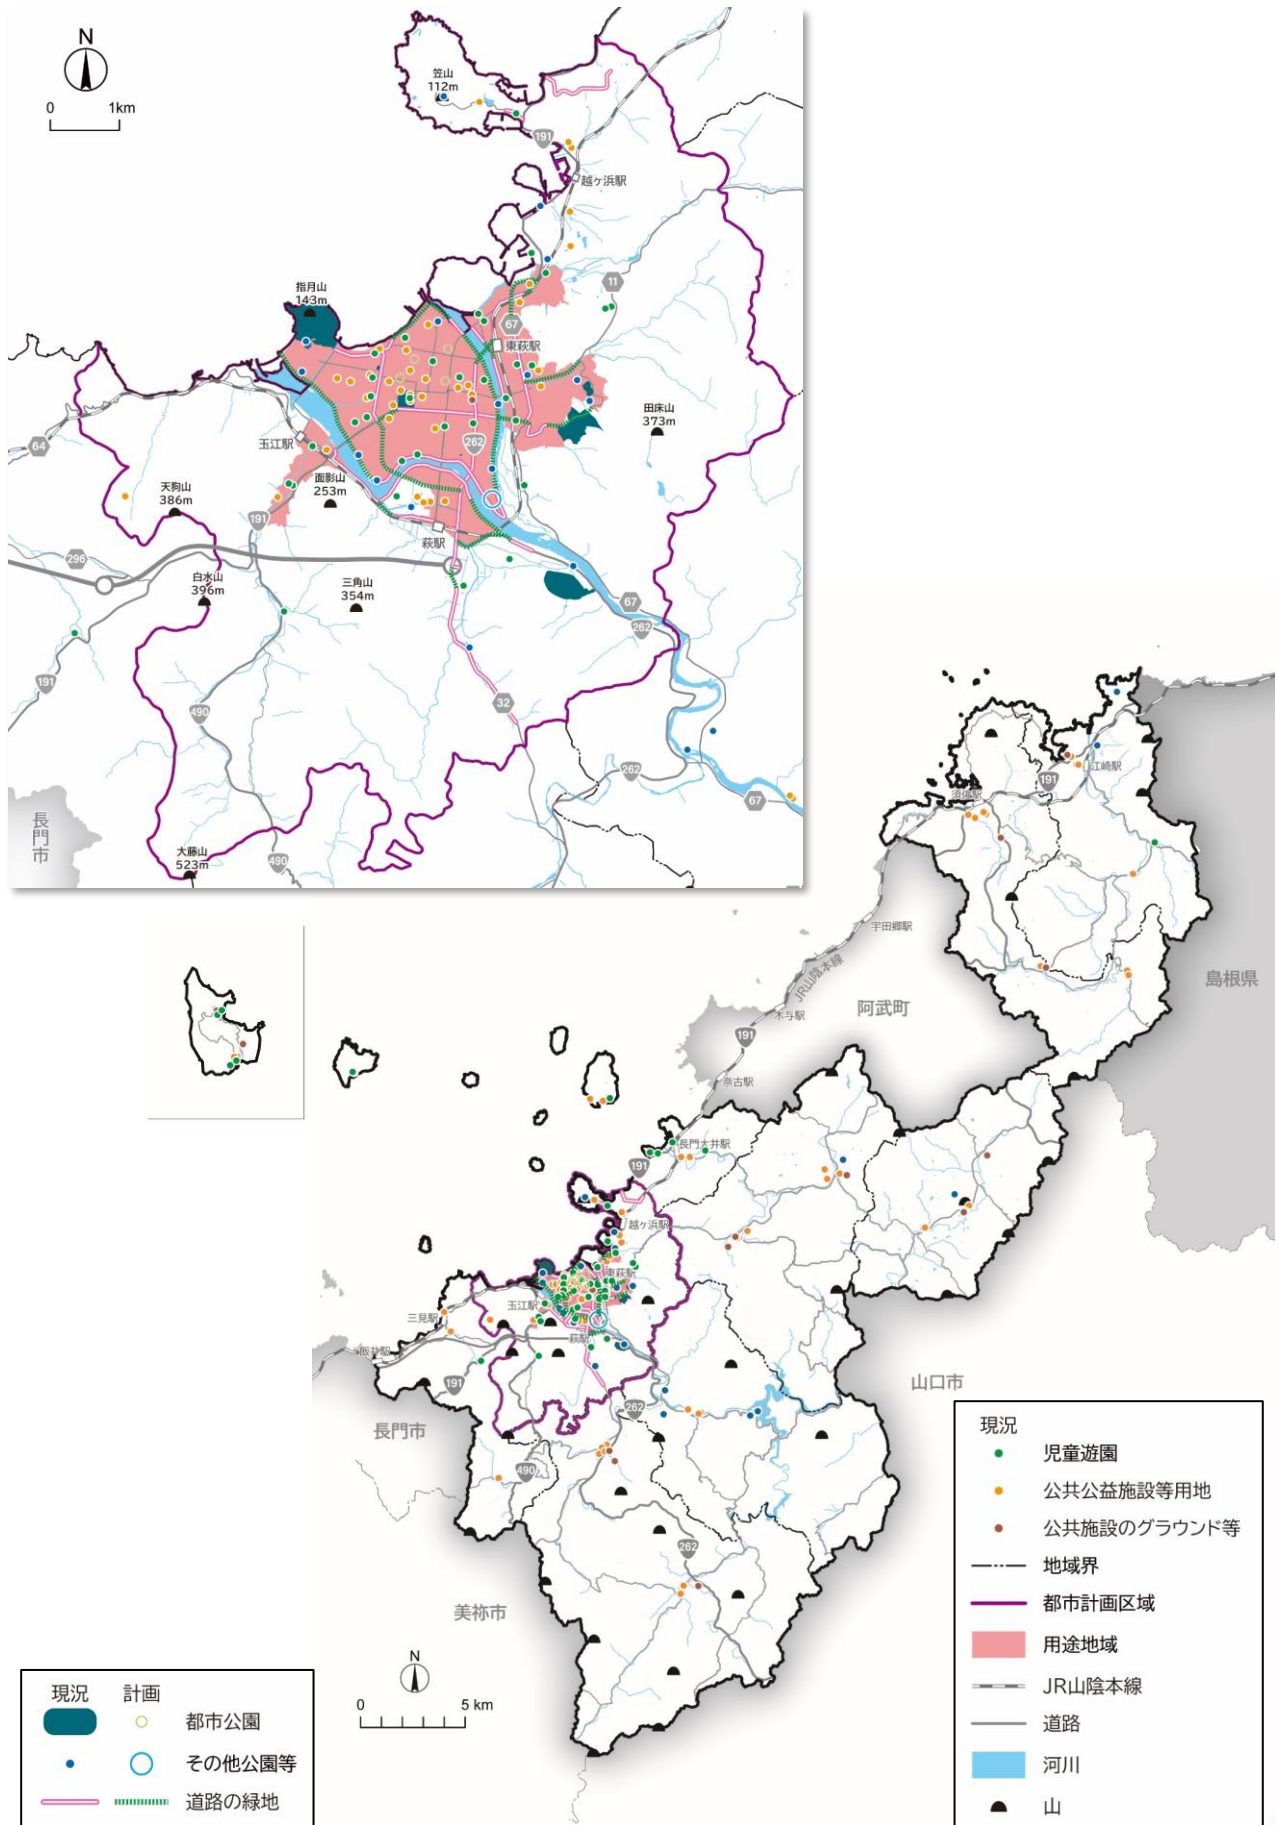 N
0 1km
笠山
112m
191
越ヶ浜駅
11
指月山
143m
67
東萩駅
田床山
373m
64
玉江駅
262
面影山
253m
天狗山
386m
191
萩駅
296
白水山
396m
三角山
354m
67
262
191
490
32
262
67
長門市
大藤山
523m
490
江崎駅
191
須佐駅
宇田郷駅
JR山陰本線
島根県
阿武町
木与駅
191
奈古駅
長門大井駅
191
越ヶ浜駅
東萩駅
玉江駅
三見駅
萩駅
飯井駅
191
山口市
262
長門市
490
262
美祢市
N
0 5 km
現況
児童遊園
公共公益施設等用地
公共施設のグラウンド等
地域界
都市計画区域
用途地域
JR山陰本線
道路
河川
山
現況 計画
都市公園
その他公園等
道路の緑地